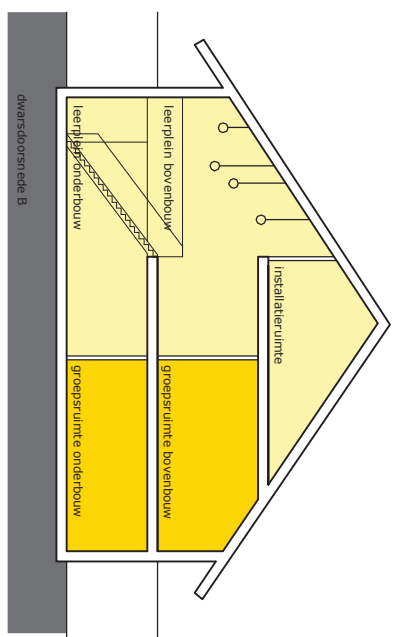 installatieruimte
leerplein bovenbouw
groepsruimte bovenbouw
leerplein onderbouw
groepsruimte onderbouw
dwarsdoorsnede B